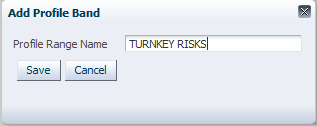 Add Profile Band
Profile Range Name TURNKEY RISKS
Save Cancel